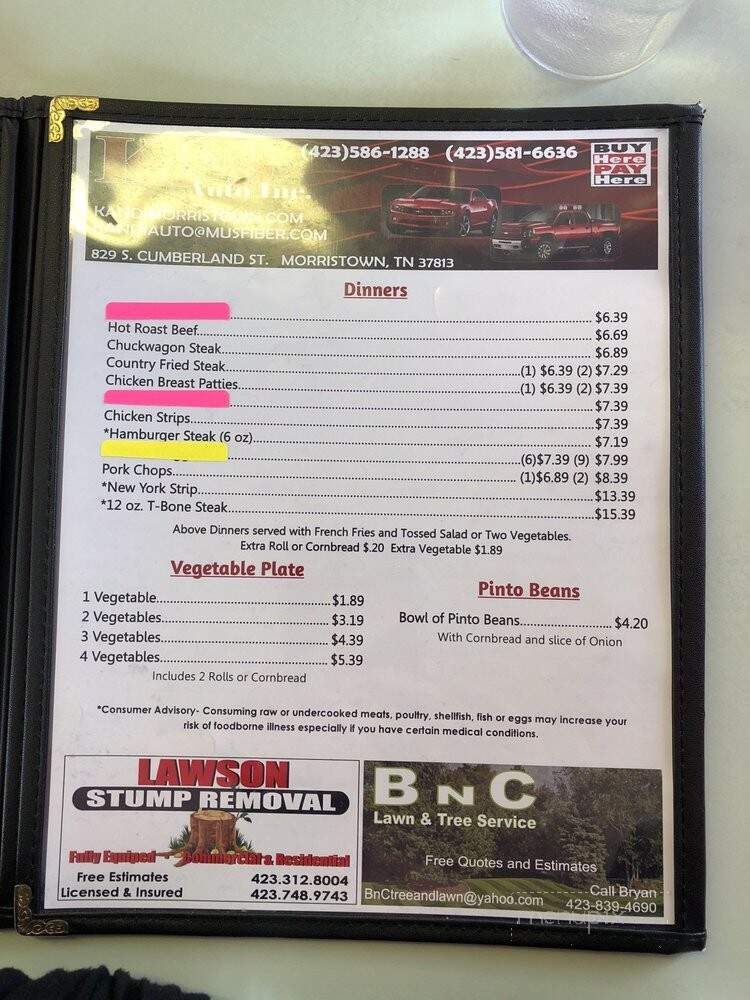 (423)586-1288 (423)581-6636
BUY
Here
PAY
Here
829 S. CUMBERLAND ST. MORRISTOWN, TN 37813
Dinners
$6.39
Hot Roast Beef $6.69
Chuckwagon Steak $6.89
Country Fried Steak (1) $6.39 (2) $7.29
Chicken Breast Patties (1) $6.39 (2) $7.39
$7.39
Chicken Strips $7.39
*Hamburger Steak (6 oz) $7.19
(6)$7.39 (9) $7.99
Pork Chops (1)$6.89 (2) $8.39
*New York Strip $13.39
*12 oz. T-Bone Steak $15.39
Above Dinners served with French Fries and Tossed Salad or Two Vegetables.
Extra Roll or Cornbread $.20 Extra Vegetable $1.89
Vegetable Plate
1 Vegetable $1.89
2 Vegetables $3.19
3 Vegetables $4.39
4 Vegetables $5.39
Includes 2 Rolls or Cornbread
Pinto Beans
Bowl of Pinto Beans $4.20
With Cornbread and slice of Onion
*Consumer Advisory- Consuming raw or undercooked meats, poultry, shellfish, fish or eggs may increase your
risk of foodborne illness especially if you have certain medical conditions.
LAWSON
STUMP REMOVAL
Fully Equiped Commercial & Residential
Free Estimates 423.312.8004
Licensed & Insured 423.748.9743
B N C
Lawn & Tree Service
Free Quotes and Estimates
Call Bryan
BnCtreeandlawn@yahoo.com 423-839-4690